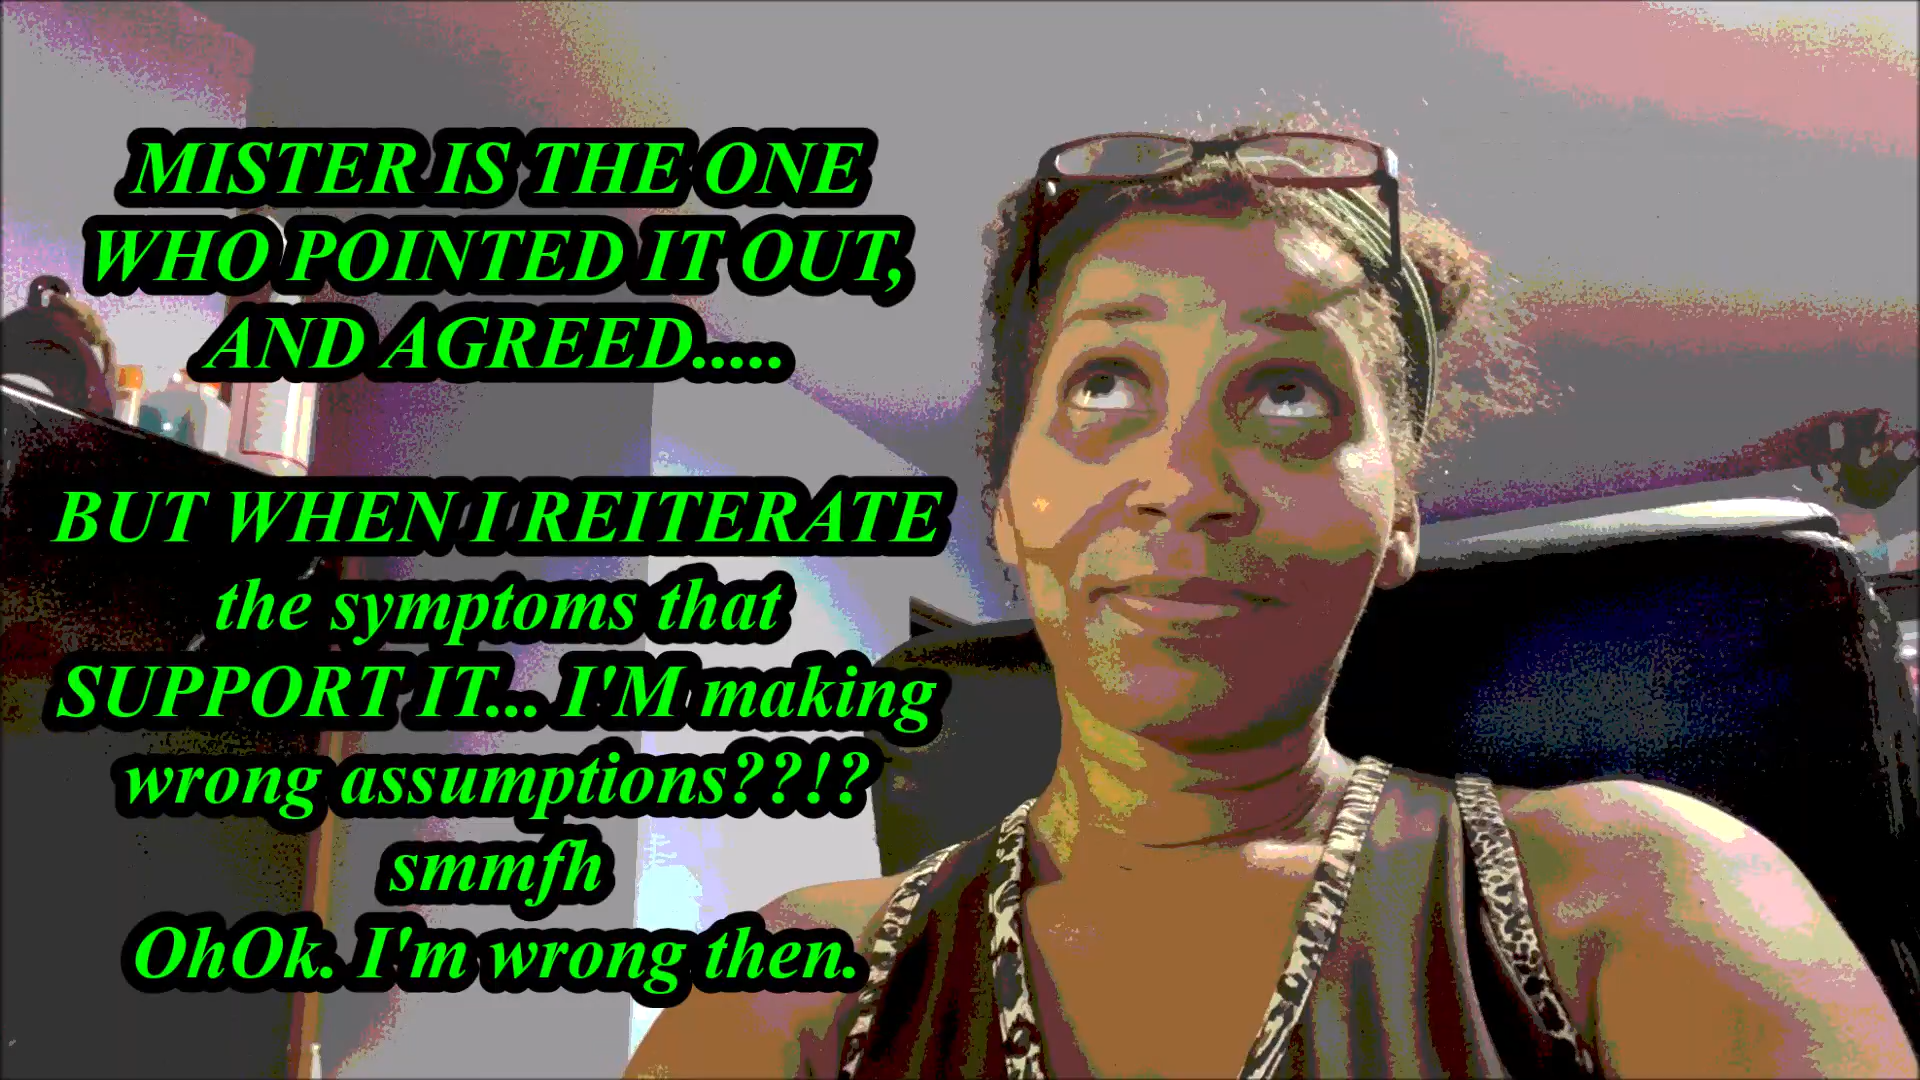 MISTER IS THE ONE
WHO POINTED IT OUT,
AND AGREED.....
BUT WHEN I REITERATE
the symptoms that
SUPPORT IT... I'M making
wrong assumptions??!?
smmfh
OhOk. I'm wrong then.